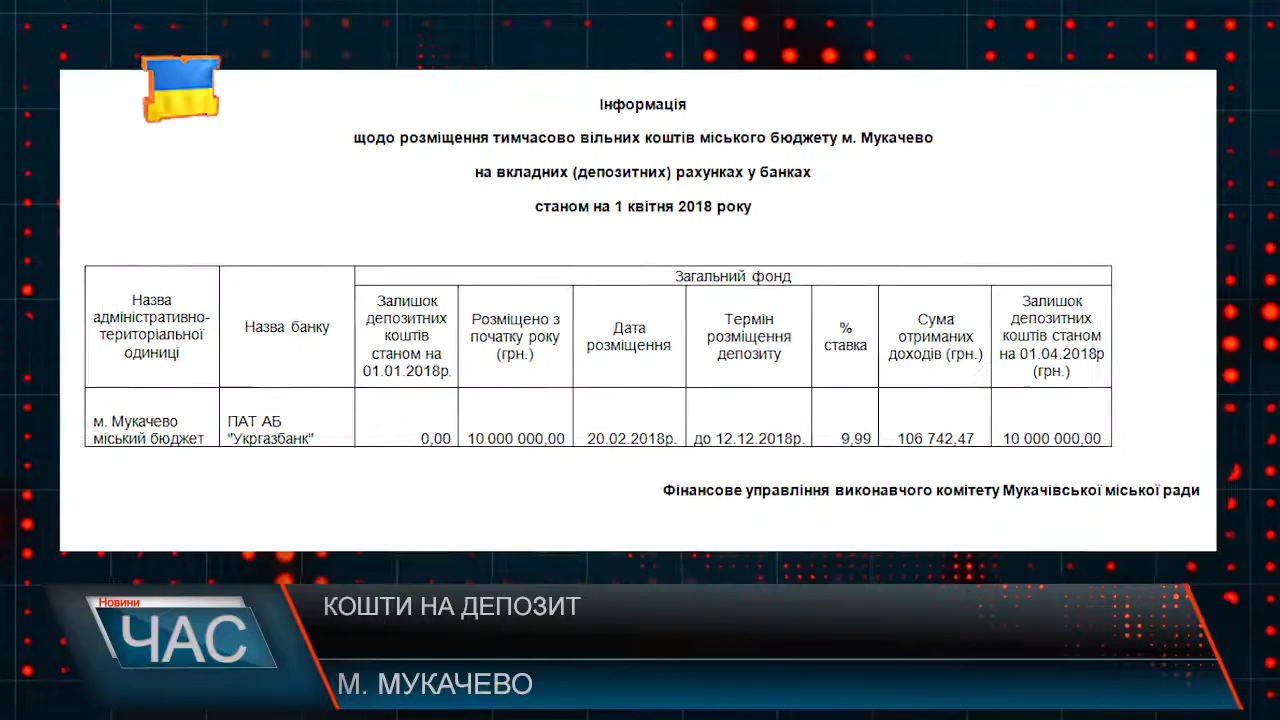 Інформація
щодо розміщення тимчасово вільних коштів міського бюджету м. Мукачево
на вкладних (депозитних) рахунках у банках
станом на 1 квітня 2018 року
Загальний фонд
Назва
адміністративно-
територіальної
одиниці
Назва банку
Залишок
депозитних
коштів
станом на
01.01.2018р.
Розміщено з
початку року
(грн.)
Дата
розміщення
Термін
розміщення
депозиту
%
ставка
Сума
отриманих
доходів (грн.)
Залишок
депозитних
коштів станом
на 01.04.2018р
(грн.)
м. Мукачево
міський бюджет
ПАТ АБ
"Укргазбанк"
0,00
10 000 000,00
20.02.2018р.
до 12.12.2018р.
9,99
106 742,47
10 000 000,00
Фінансове управління виконавчого комітету Мукачівської міської ради
Новини
ЧАС
КОШТИ НА ДЕПОЗИТ
М. МУКАЧЕВО